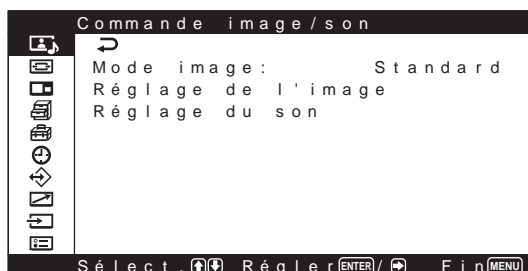 Commande image/son
Mode image: Standard
Réglage de l'image
Réglage du son
Sélect. Régler ENTER / Fin MENU